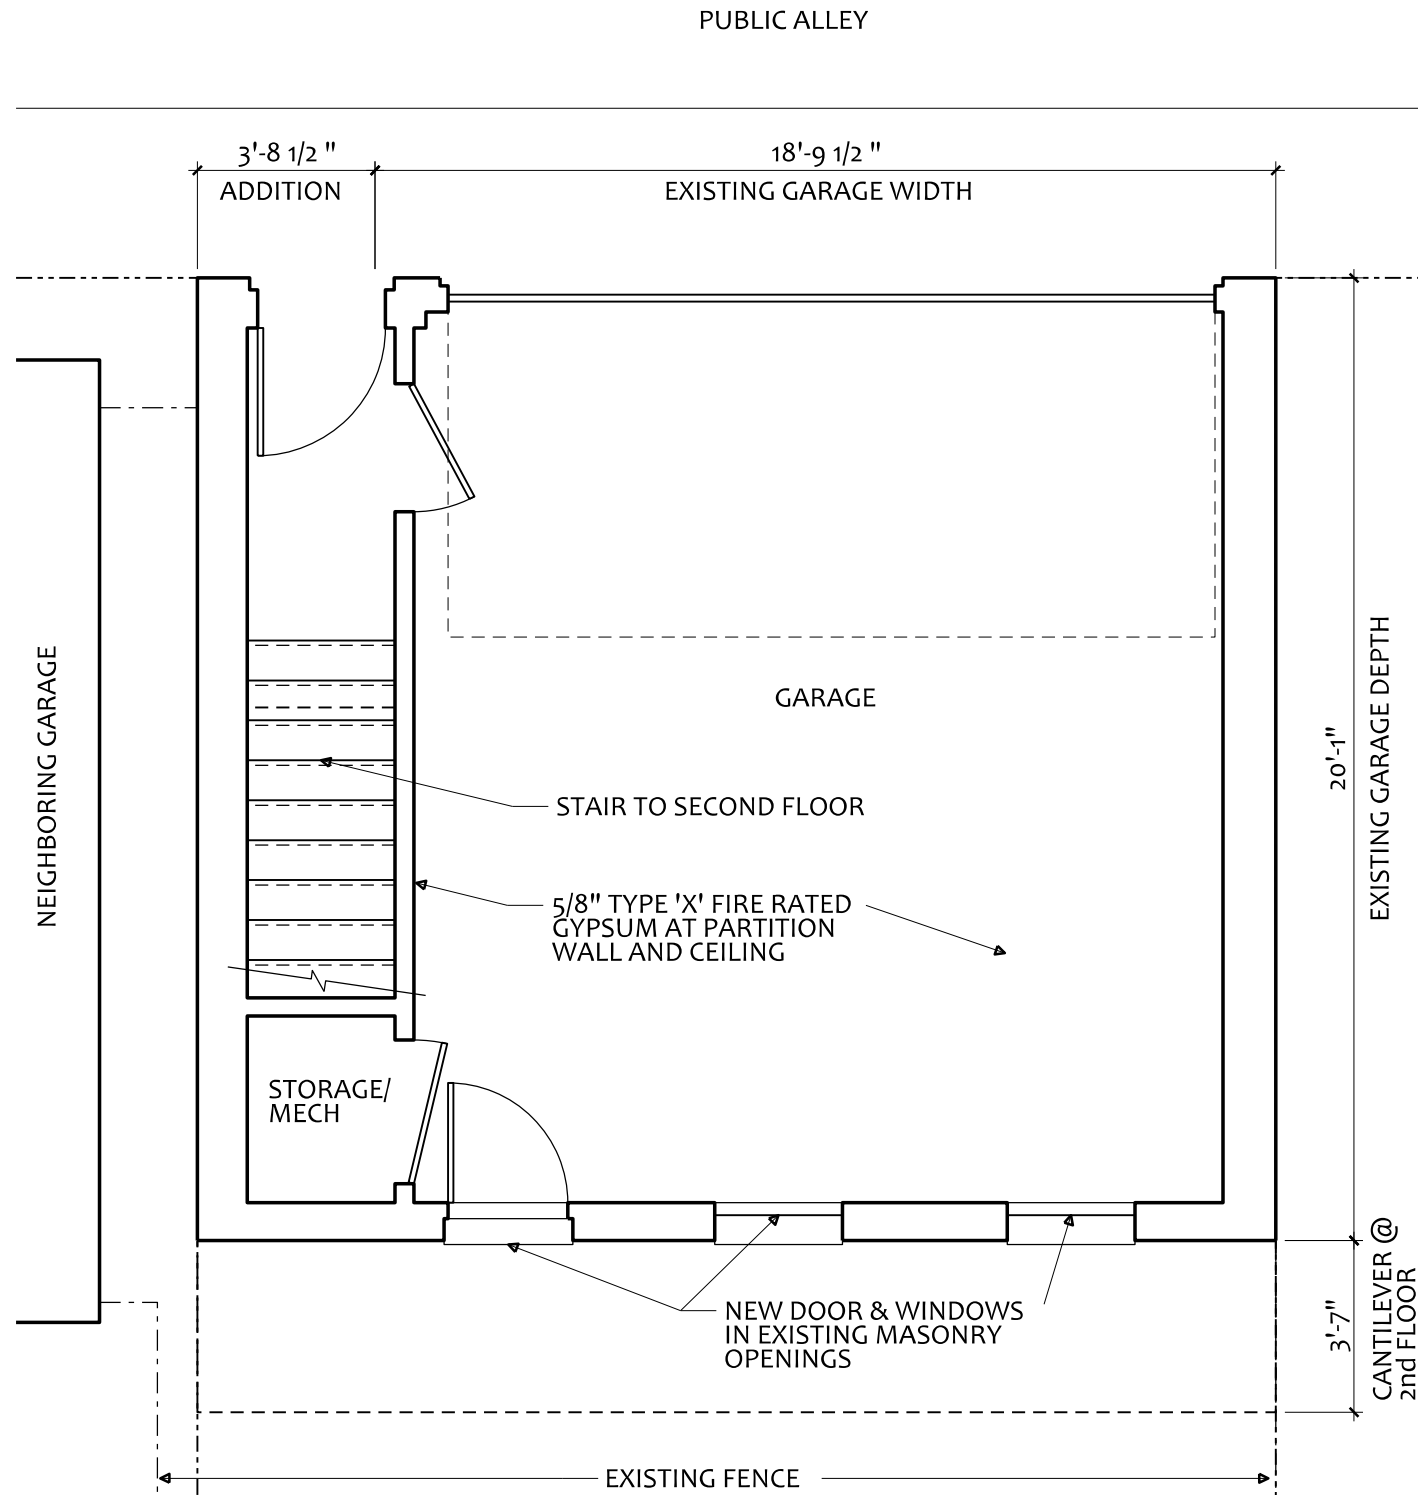 PUBLIC ALLEY
3'-8 1/2 "
ADDITION
18'-9 1/2 "
EXISTING GARAGE WIDTH
NEIGHBORING GARAGE
GARAGE
STAIR TO SECOND FLOOR
5/8" TYPE 'X' FIRE RATED
GYPSUM AT PARTITION
WALL AND CEILING
20'-1"
EXISTING GARAGE DEPTH
STORAGE/
MECH
NEW DOOR & WINDOWS
IN EXISTING MASONRY
OPENINGS
3'-7"
CANTILEVER @
2nd FLOOR
EXISTING FENCE